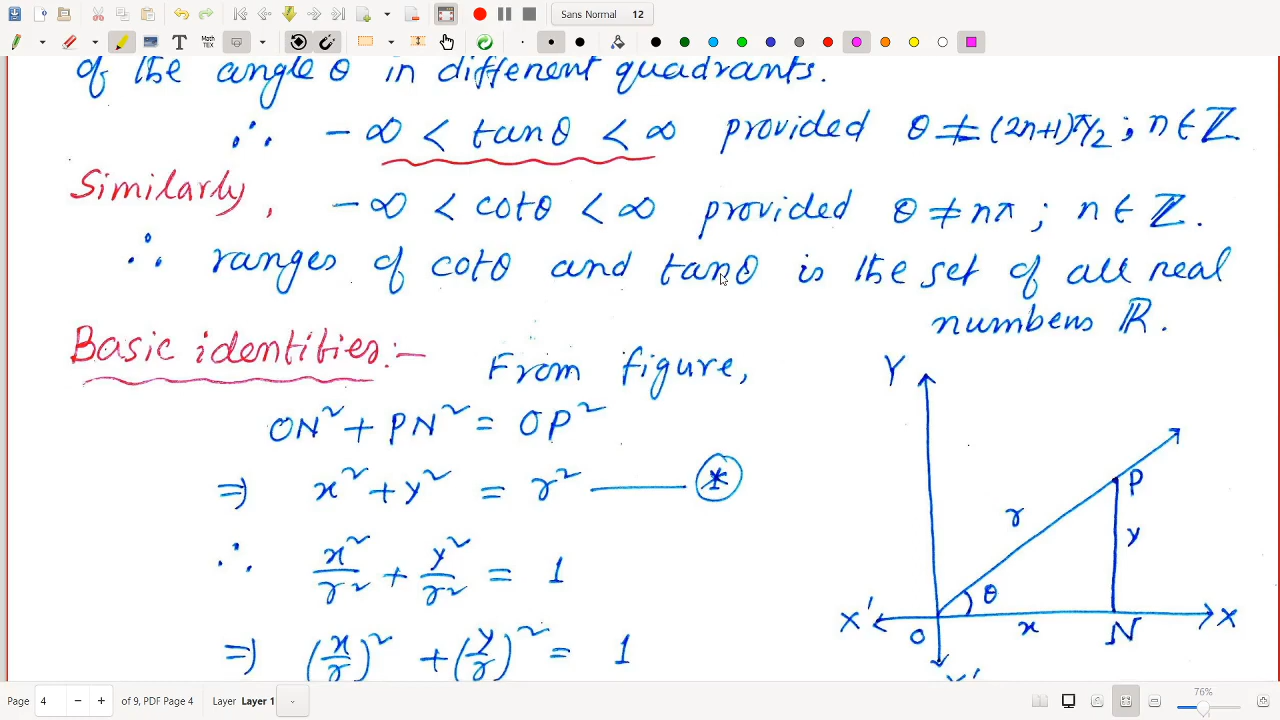 Sans Normal 12
Math TEX
of the angle θ in different quadrants.
∴ -∞ < tanθ < ∞ provided θ ≠ (2n+1)π/2 ; n ∈ ℤ
Similarly, -∞ < cotθ < ∞ provided θ ≠ nπ ; n ∈ ℤ.
∴ ranges of cotθ and tanθ is the set of all real
numbers ℝ.
Basic identities :- From figure,
ON² + PN² = OP²
⇒ x² + y² = r² —— ⊛
∴ x²/r² + y²/r² = 1
⇒ (x/r)² + (y/r)² = 1
Y
P
r
y
θ
X'
O
x
N
X
Y'
Page 4 of 9, PDF Page 4 Layer Layer 1 76%